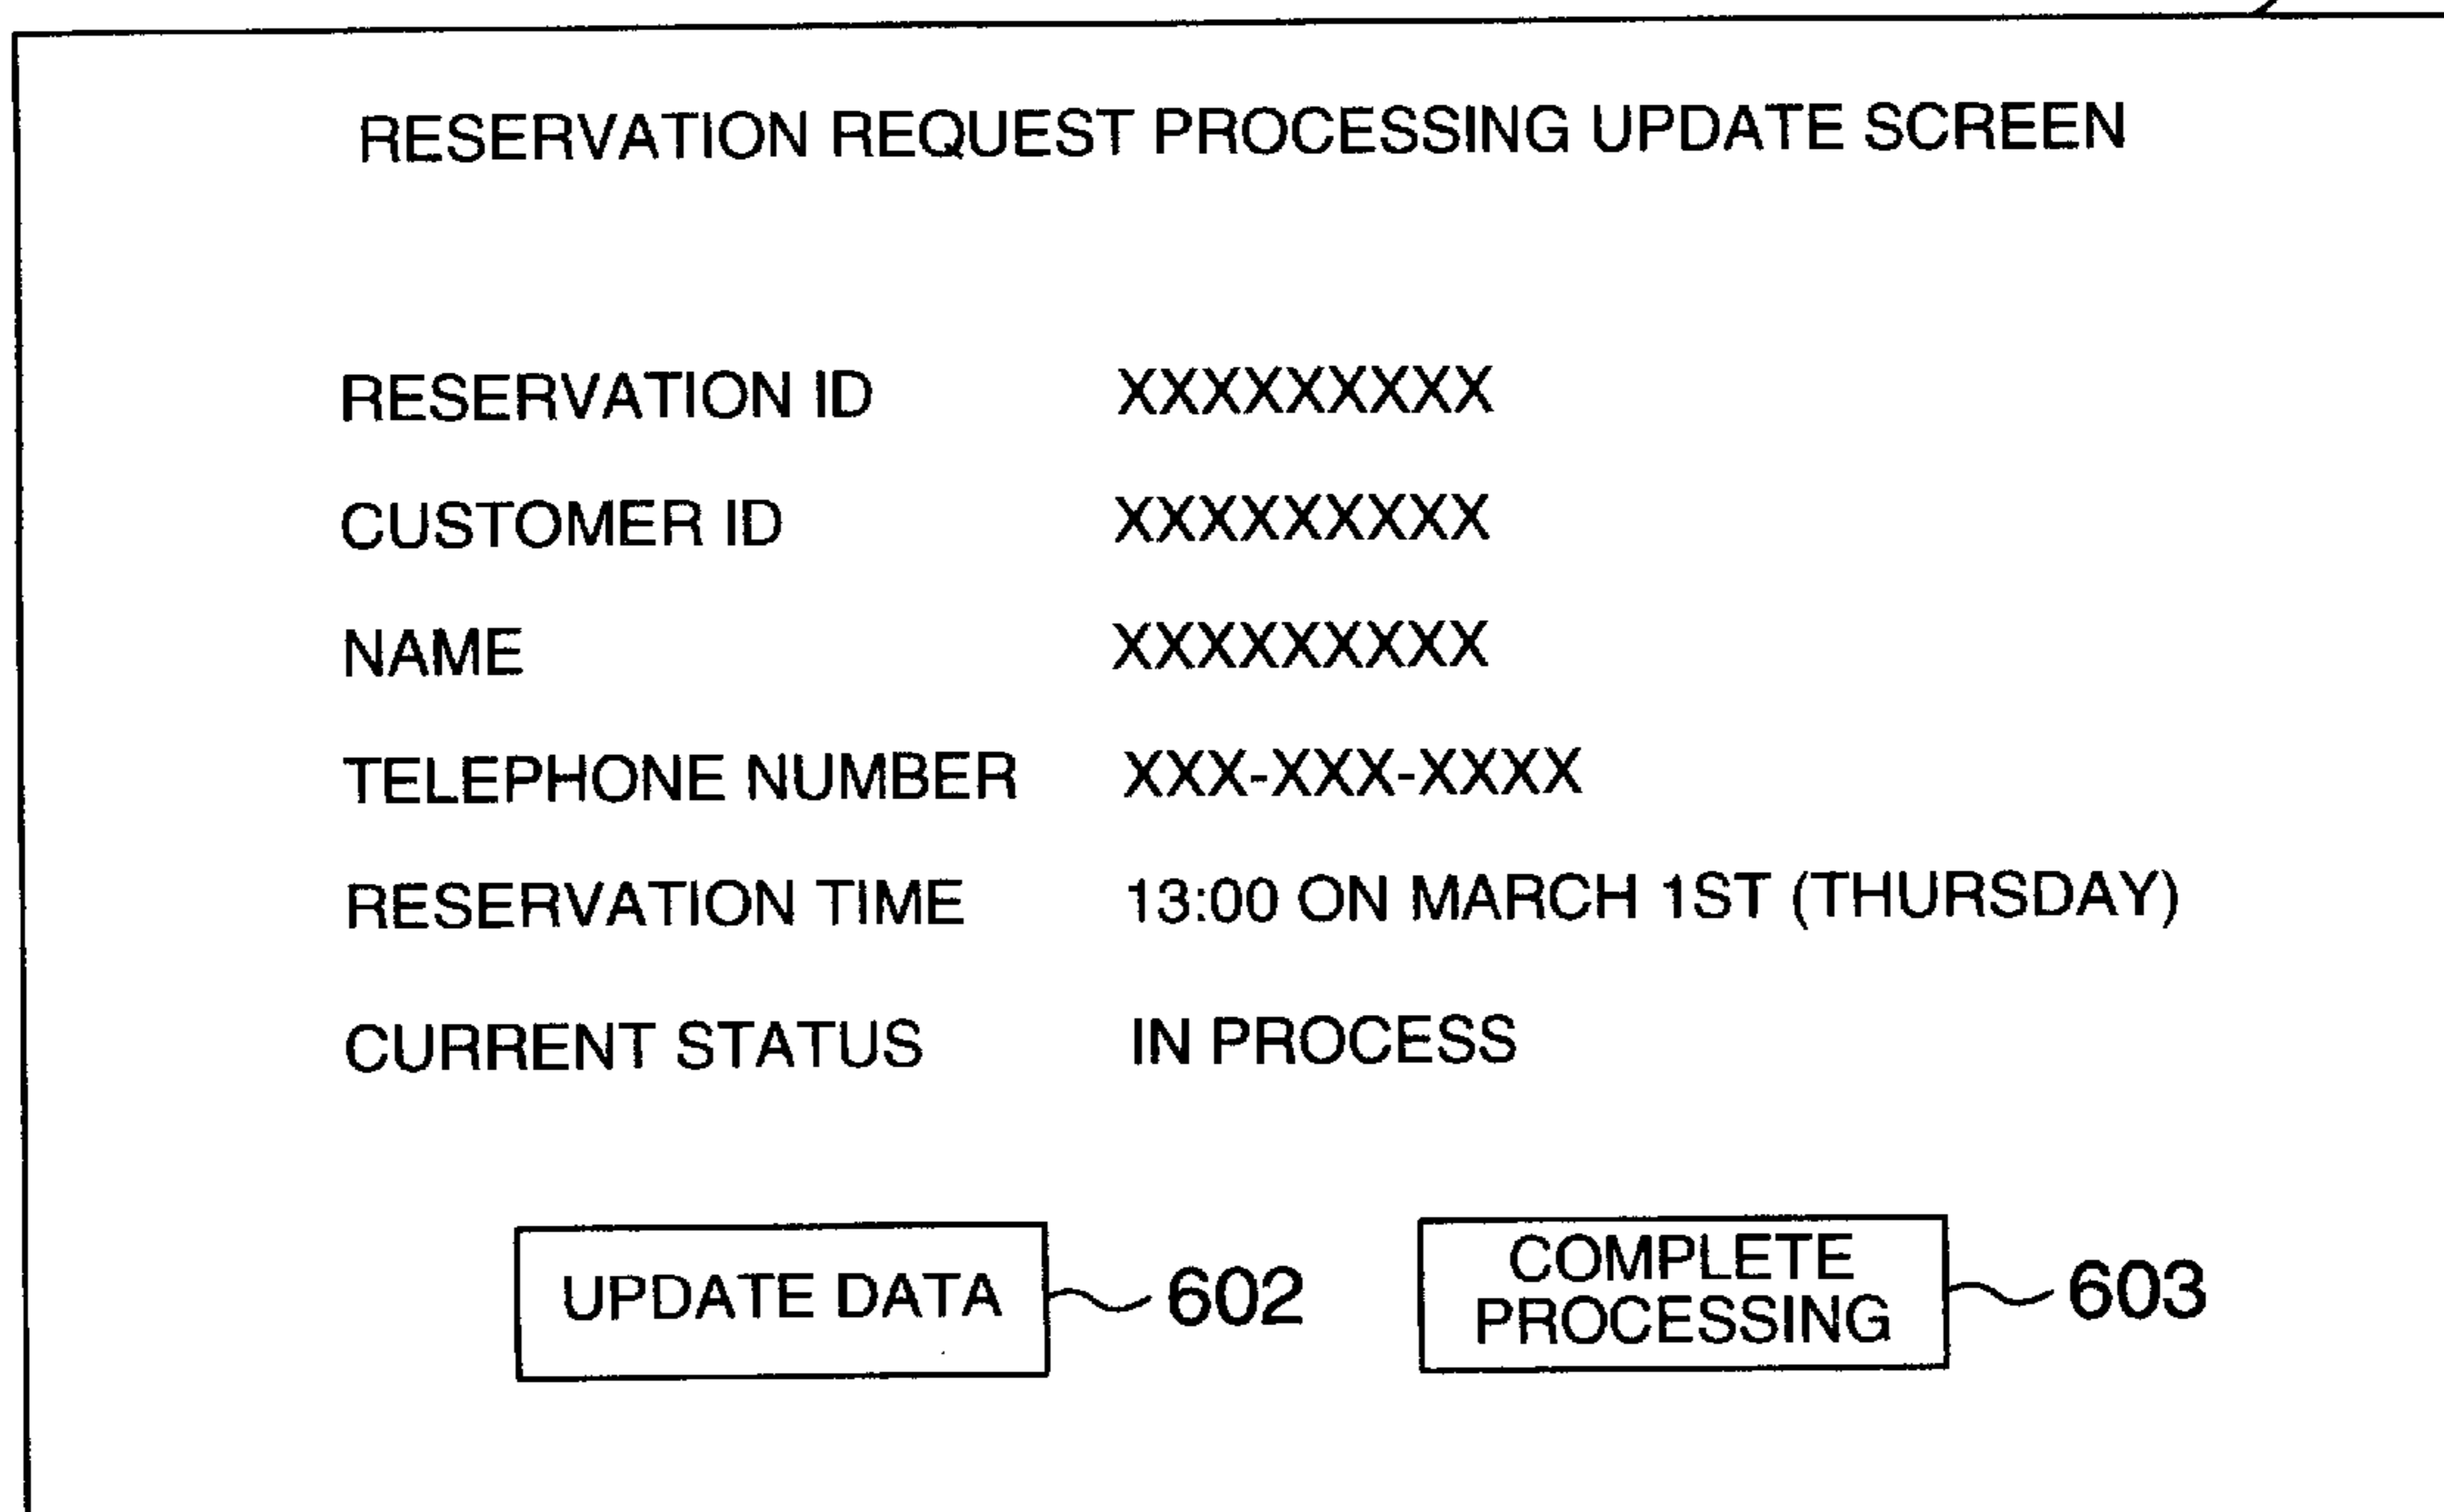 RESERVATION REQUEST PROCESSING UPDATE SCREEN
RESERVATION ID XXXXXXXXX
CUSTOMER ID XXXXXXXXX
NAME XXXXXXXXX
TELEPHONE NUMBER XXX-XXX-XXXX
RESERVATION TIME 13:00 ON MARCH 1ST (THURSDAY)
CURRENT STATUS IN PROCESS
UPDATE DATA 602
COMPLETE
PROCESSING 603